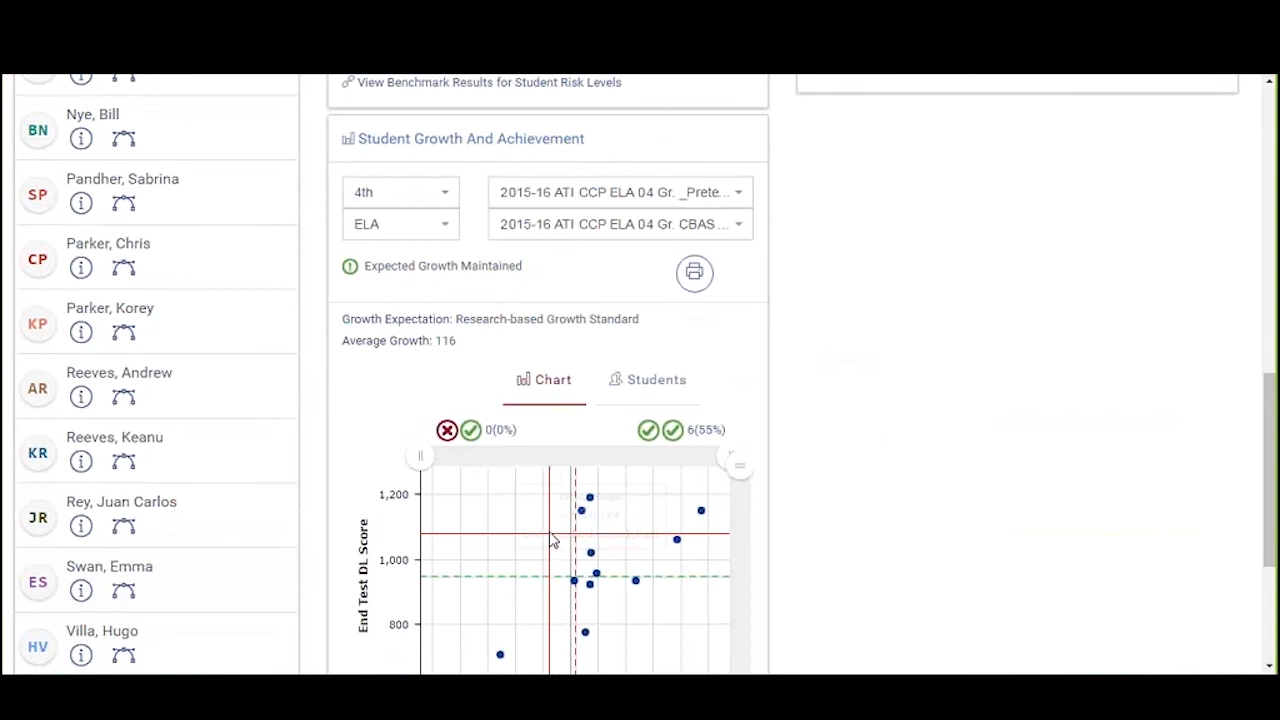 View Benchmark Results for Student Risk Levels
BN Nye, Bill
SP Pandher, Sabrina
CP Parker, Chris
KP Parker, Korey
AR Reeves, Andrew
KR Reeves, Keanu
JR Rey, Juan Carlos
ES Swan, Emma
HV Villa, Hugo
Student Growth And Achievement
4th 2015-16 ATI CCP ELA 04 Gr. _Prete...
ELA 2015-16 ATI CCP ELA 04 Gr. CBAS ...
Expected Growth Maintained
Growth Expectation: Research-based Growth Standard
Average Growth: 116
Chart Students
0(0%) 6(55%)
End Test DL Score
1,200
1,000
800